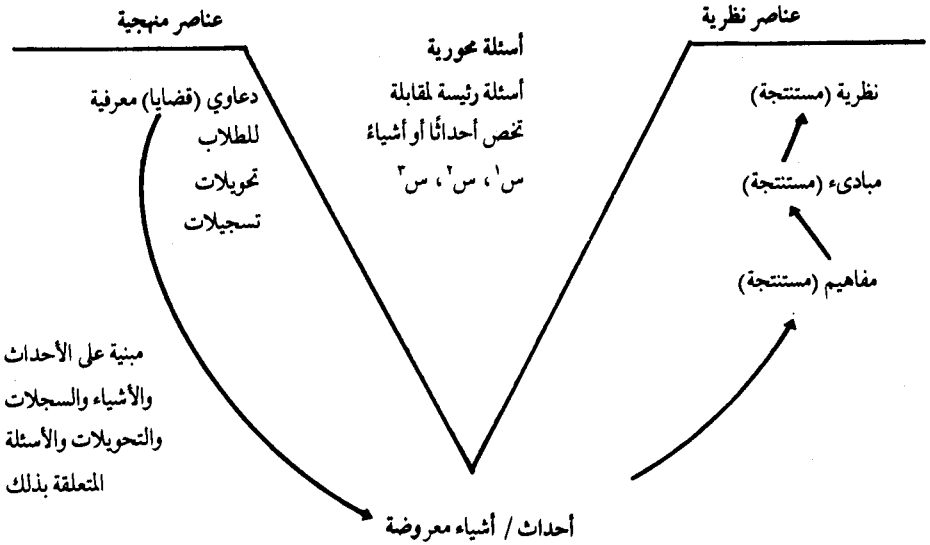 عناصر نظرية
نظرية (مستنتجة)
مبادىء (مستنتجة)
مفاهيم (مستنتجة)
أسئلة محورية
أسئلة رئيسة لمقابلة
تخص أحداثًا أو أشياءً
س١، س٢، س٣
عناصر منهجية
دعاوي (قضايا) معرفية
للطلاب
تحويلات
تسجيلات
مبنية على الأحداث
والأشياء والسجلات
والتحويلات والأسئلة
المتعلقة بذلك
أحداث / أشياء معروضة